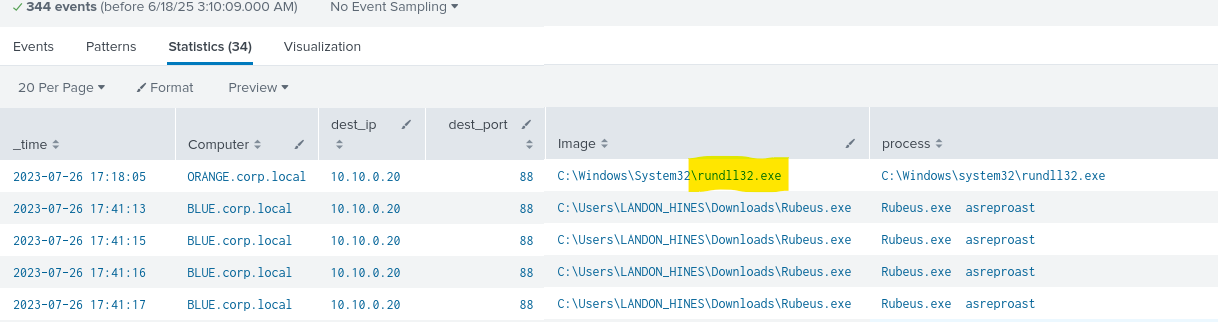 ✓ 344 events (before 6/18/25 3:10:09.000 AM) No Event Sampling
Events Patterns Statistics (34) Visualization
20 Per Page Format Preview
_time Computer dest_ip dest_port Image process
2023-07-26 17:18:05 ORANGE.corp.local 10.10.0.20 88 C:\Windows\System32\rundll32.exe C:\Windows\system32\rundll32.exe
2023-07-26 17:41:13 BLUE.corp.local 10.10.0.20 88 C:\Users\LANDON_HINES\Downloads\Rubeus.exe Rubeus.exe  asreproast
2023-07-26 17:41:15 BLUE.corp.local 10.10.0.20 88 C:\Users\LANDON_HINES\Downloads\Rubeus.exe Rubeus.exe  asreproast
2023-07-26 17:41:16 BLUE.corp.local 10.10.0.20 88 C:\Users\LANDON_HINES\Downloads\Rubeus.exe Rubeus.exe  asreproast
2023-07-26 17:41:17 BLUE.corp.local 10.10.0.20 88 C:\Users\LANDON_HINES\Downloads\Rubeus.exe Rubeus.exe  asreproast